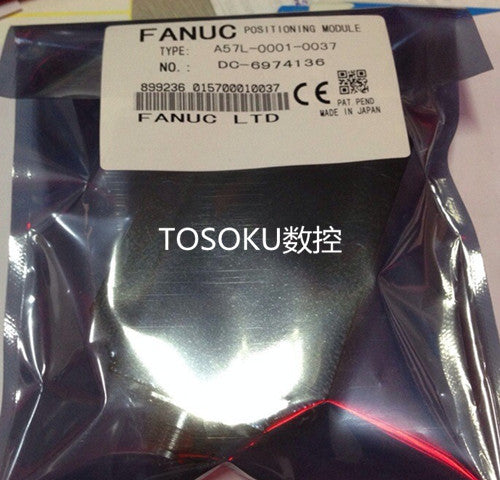 FANUC POSITIONING MODULE
TYPE: A57L-0001-0037
NO.: DC-6974136
899236 015700010037
CE
PAT PEND
MADE IN JAPAN
FANUC LTD
TOSOKU数控